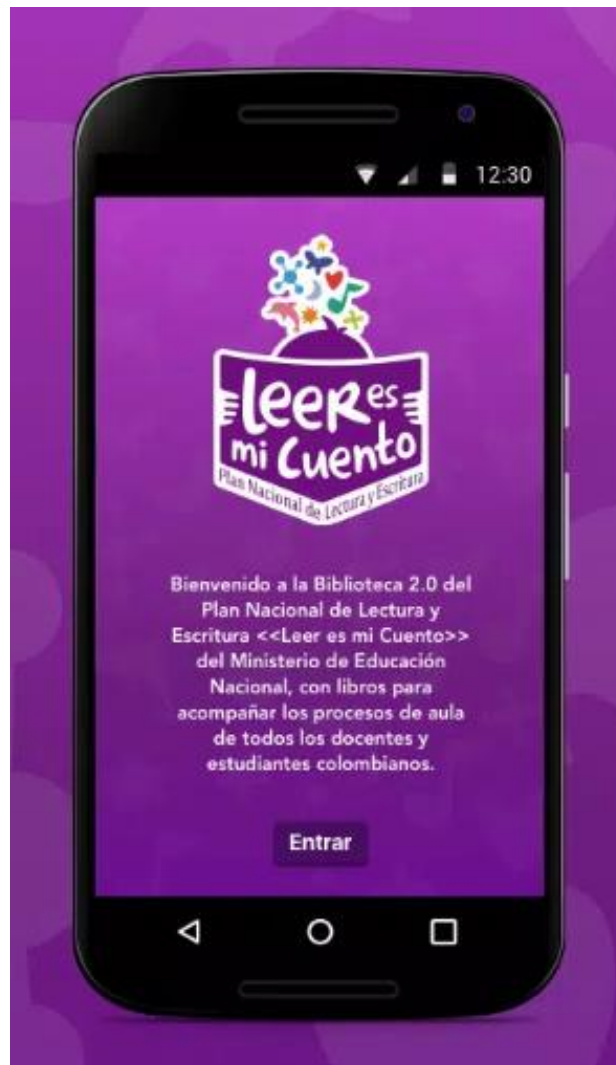 12:30
Leer es
mi Cuento
Plan Nacional de Lectura y Escritura
Bienvenido a la Biblioteca 2.0 del
Plan Nacional de Lectura y
Escritura <<Leer es mi Cuento>>
del Ministerio de Educación
Nacional, con libros para
acompañar los procesos de aula
de todos los docentes y
estudiantes colombianos.
Entrar